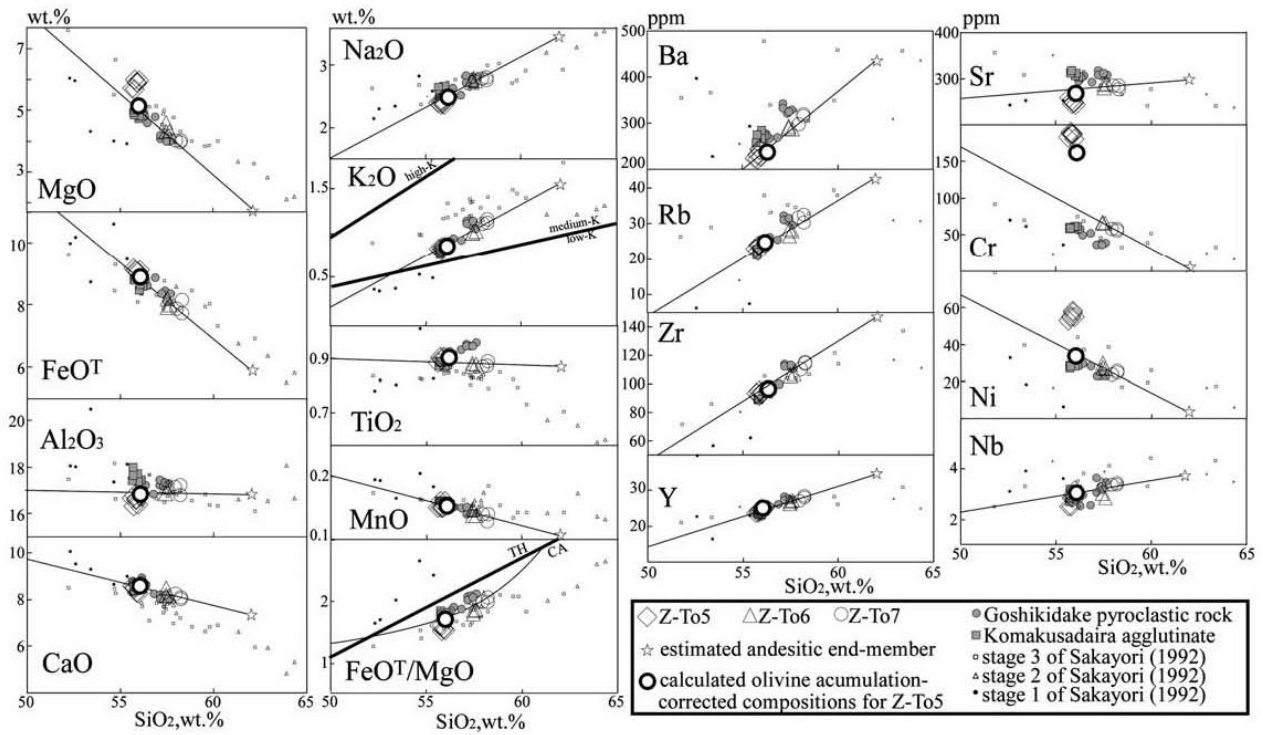 wt.%
7
5
3
MgO
10
8
6
FeOᵀ
20
18
16
Al₂O₃
10
8
6
CaO
50 55 60 65
SiO₂,wt.%
wt.%
Na₂O
3
2
K₂O
high-K
1.5
medium-K
low-K
0.5
0.9
0.7
TiO₂
0.2
MnO
0.1
TH CA
2
1
FeOᵀ/MgO
50 55 60 65
SiO₂,wt.%
ppm
Ba
500
400
300
200
Rb
40
30
20
10
Zr
140
120
100
80
60
Y
30
20
50 55 60 65
SiO₂,wt.%
ppm
400
Sr
300
150
100
50
Cr
60
40
20
Ni
Nb
4
2
50 55 60 65
SiO₂,wt.%
Z-To5 Z-To6 Z-To7
estimated andesitic end-member
calculated olivine acumulation-
corrected compositions for Z-To5
Goshikidake pyroclastic rock
Komakusadaira agglutinate
stage 3 of Sakayori (1992)
stage 2 of Sakayori (1992)
stage 1 of Sakayori (1992)